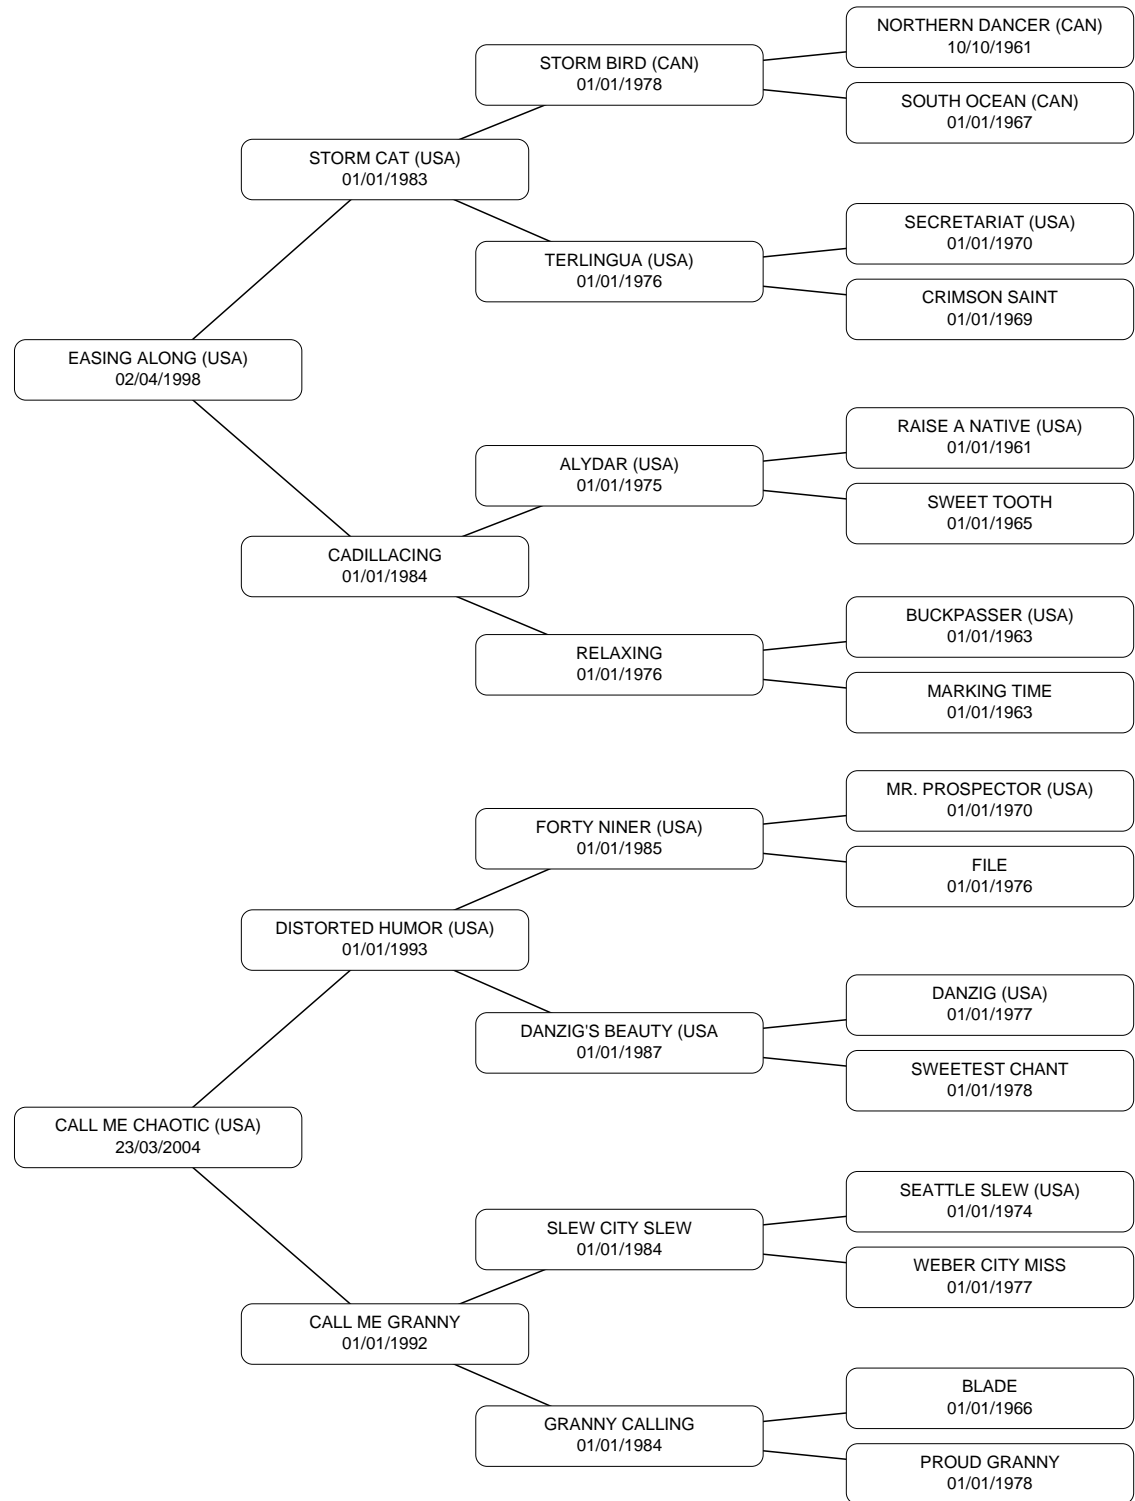 NORTHERN DANCER (CAN)
10/10/1961
STORM BIRD (CAN)
01/01/1978
SOUTH OCEAN (CAN)
01/01/1967
STORM CAT (USA)
01/01/1983
SECRETARIAT (USA)
01/01/1970
TERLINGUA (USA)
01/01/1976
CRIMSON SAINT
01/01/1969
EASING ALONG (USA)
02/04/1998
RAISE A NATIVE (USA)
01/01/1961
ALYDAR (USA)
01/01/1975
SWEET TOOTH
01/01/1965
CADILLACING
01/01/1984
BUCKPASSER (USA)
01/01/1963
RELAXING
01/01/1976
MARKING TIME
01/01/1963
MR. PROSPECTOR (USA)
01/01/1970
FORTY NINER (USA)
01/01/1985
FILE
01/01/1976
DISTORTED HUMOR (USA)
01/01/1993
DANZIG (USA)
01/01/1977
DANZIG'S BEAUTY (USA
01/01/1987
SWEETEST CHANT
01/01/1978
CALL ME CHAOTIC (USA)
23/03/2004
SEATTLE SLEW (USA)
01/01/1974
SLEW CITY SLEW
01/01/1984
WEBER CITY MISS
01/01/1977
CALL ME GRANNY
01/01/1992
BLADE
01/01/1966
GRANNY CALLING
01/01/1984
PROUD GRANNY
01/01/1978